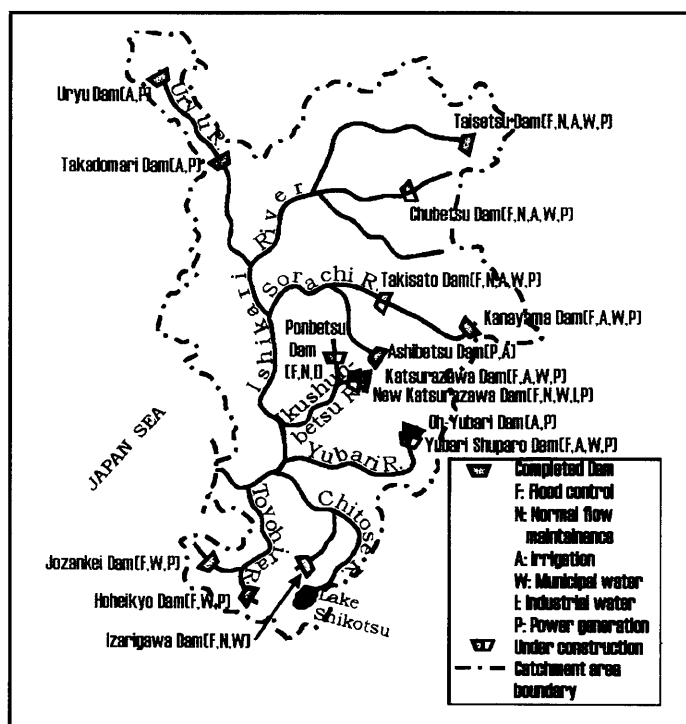 Uryu Dam(A,P)
Uryu R.
Takadomari Dam(A,P)
Taisetsu Dam(F,N,A,W,P)
Chubetsu Dam(F,N,A,W,P)
Ishikari River
Sorachi R.
Takisato Dam(F,N,A,W,P)
Kanayama Dam(F,A,W,P)
Ponbetsu
Dam
(F,N,I)
Ashibetsu Dam(P,A)
Ikushun-
betsu R.
Katsurazawa Dam(F,A,W,P)
New Katsurazawa Dam(F,N,W,I,P)
Oh-Yubari Dam(A,P)
Yubari Shuparo Dam(F,A,W,P)
Yubari R.
JAPAN SEA
Toyohira R.
Chitose R.
Jozankei Dam(F,W,P)
Hoheikyo Dam(F,W,P)
Izarigawa Dam(F,N,W)
Lake
Shikotsu
Completed Dam
F: Flood control
N: Normal flow
maintainence
A: Irrigation
W: Municipal water
I: Industrial water
P: Power generation
Under construction
Catchment area
boundary